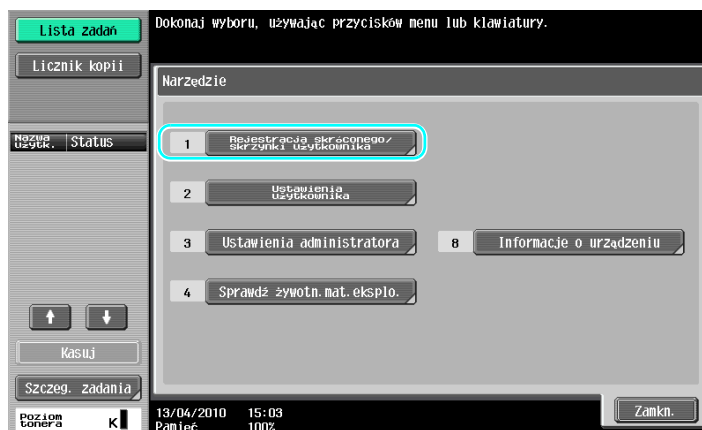 Lista zadań
Licznik kopii
Nazwa użytk.
Status
Kasuj
Szczeg. zadania
Poziom tonera
K
Dokonaj wyboru, używając przycisków menu lub klawiatury.
Narzędzie
1 Rejestracja skróconego/
skrzynki użytkownika
2 Ustawienia
użytkownika
3 Ustawienia administratora
8 Informacje o urządzeniu
4 Sprawdź żywotn.mat.eksplo.
13/04/2010 15:03
Pamięć 100%
Zamkn.